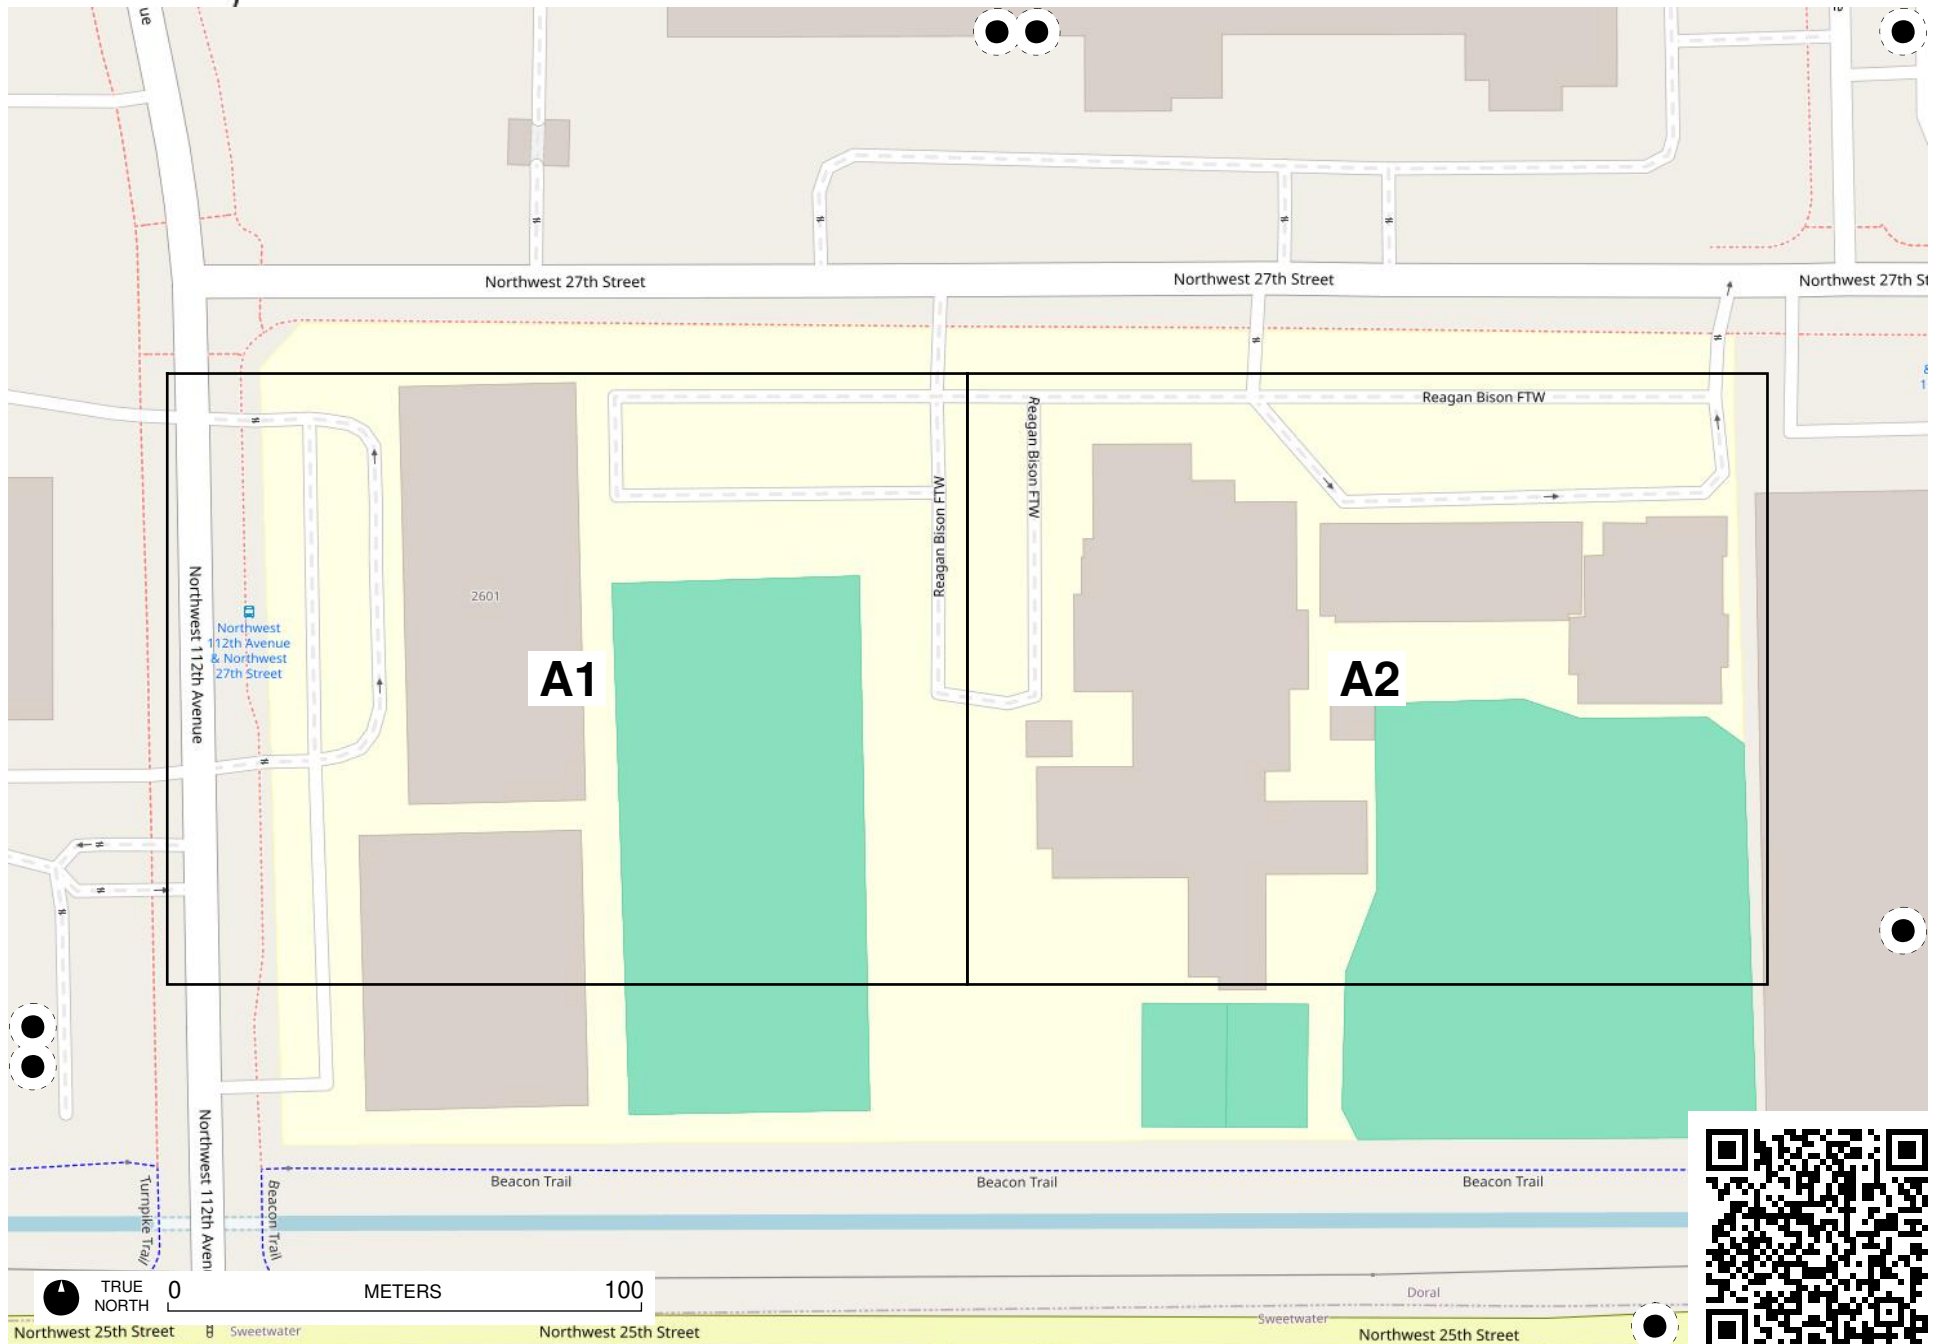 ue
Northwest 27th Street
Northwest 27th Street
Northwest 27th St
Reagan Bison FTW
Reagan Bison FTW
Reagan Bison FTW
2601
Northwest 112th Avenue
Northwest
112th Avenue
& Northwest
27th Street
A1
A2
Beacon Trail
Beacon Trail
Beacon Trail
Turnpike Trail
Northwest 112th Aven
Beacon Trail
TRUE
NORTH
0
METERS
100
Doral
Sweetwater
Northwest 25th Street
Sweetwater
Northwest 25th Street
Northwest 25th Street